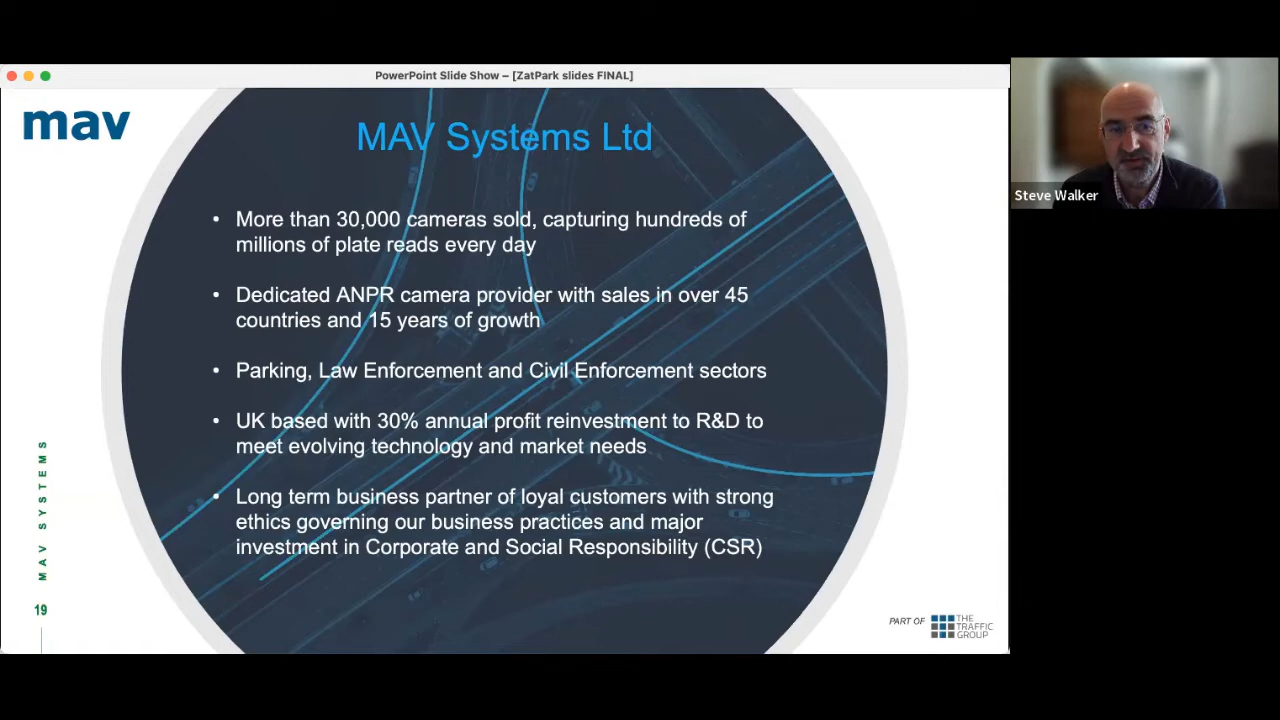 PowerPoint Slide Show – [ZatPark slides FINAL]
mav
MAV Systems Ltd
• More than 30,000 cameras sold, capturing hundreds of
millions of plate reads every day
• Dedicated ANPR camera provider with sales in over 45
countries and 15 years of growth
• Parking, Law Enforcement and Civil Enforcement sectors
• UK based with 30% annual profit reinvestment to R&D to
meet evolving technology and market needs
• Long term business partner of loyal customers with strong
ethics governing our business practices and major
investment in Corporate and Social Responsibility (CSR)
MAV SYSTEMS
19
PART OF
THE
TRAFFIC
GROUP
Steve Walker